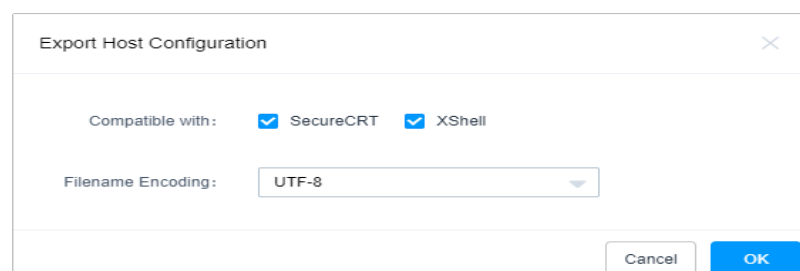 Export Host Configuration
Compatible with: SecureCRT XShell
Filename Encoding: UTF-8
Cancel OK